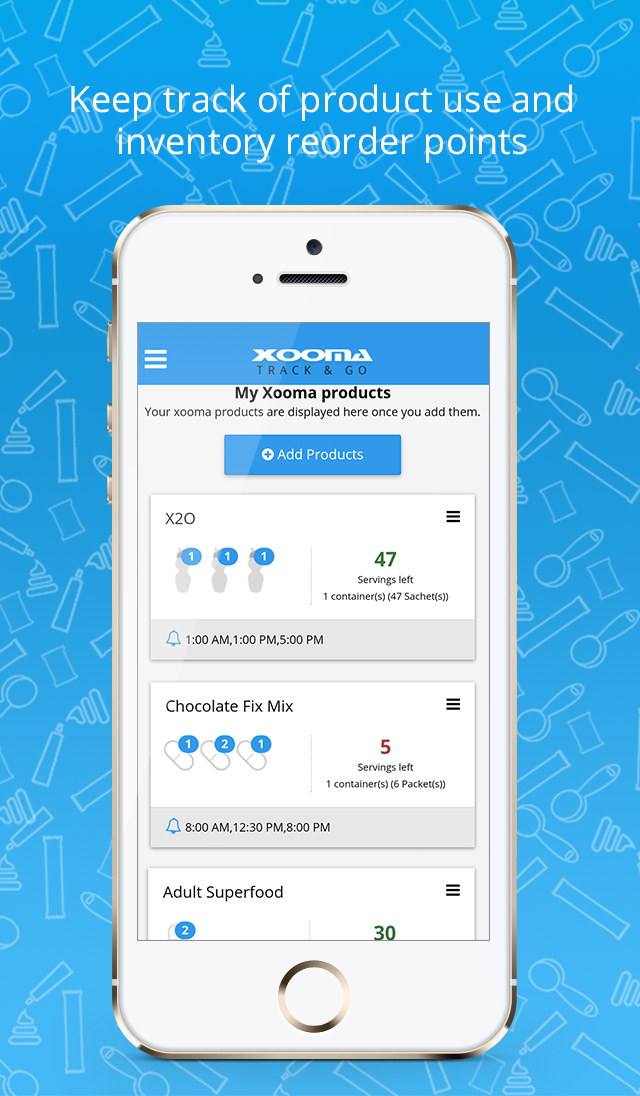 Keep track of product use and
inventory reorder points
XOOMA
TRACK & GO
My Xooma products
Your xooma products are displayed here once you add them.
Add Products
X2O
1 1 1
47
Servings left
1 container(s) (47 Sachet(s))
1:00 AM,1:00 PM,5:00 PM
Chocolate Fix Mix
1 2 1
5
Servings left
1 container(s) (6 Packet(s))
8:00 AM,12:30 PM,8:00 PM
Adult Superfood
2
30